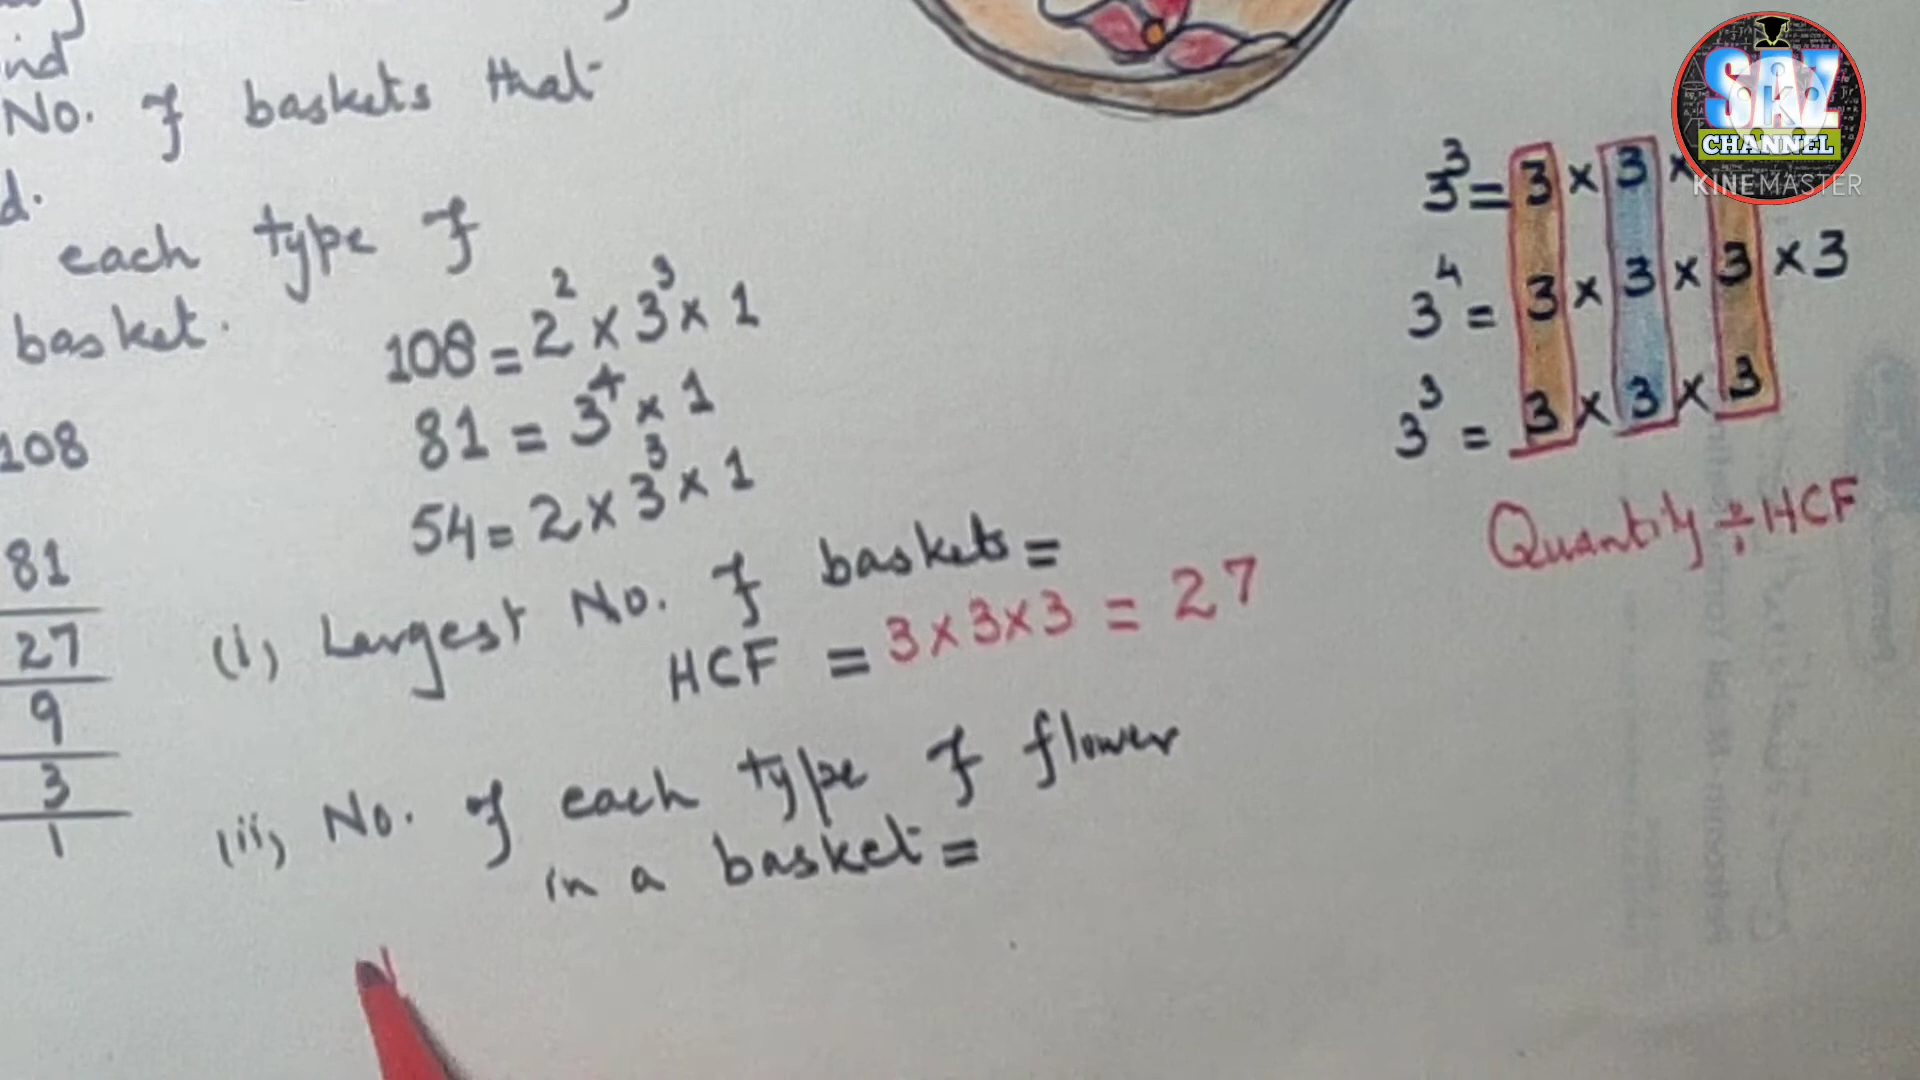 nd
No. of baskets that
d.
each type of
basket.
108 = 2² × 3³ × 1
81 = 3⁴ × 1
54 = 2 × 3³ × 1
108
81
27
9
3
1
(i) Largest No. of baskets =
HCF = 3×3×3 = 27
(ii) No. of each type of flower
in a basket =
3³ = 3 × 3 ×
3⁴ = 3 × 3 × 3 × 3
3³ = 3 × 3 × 3
Quantity ÷ HCF
SAZ
CHANNEL
KINEMASTER